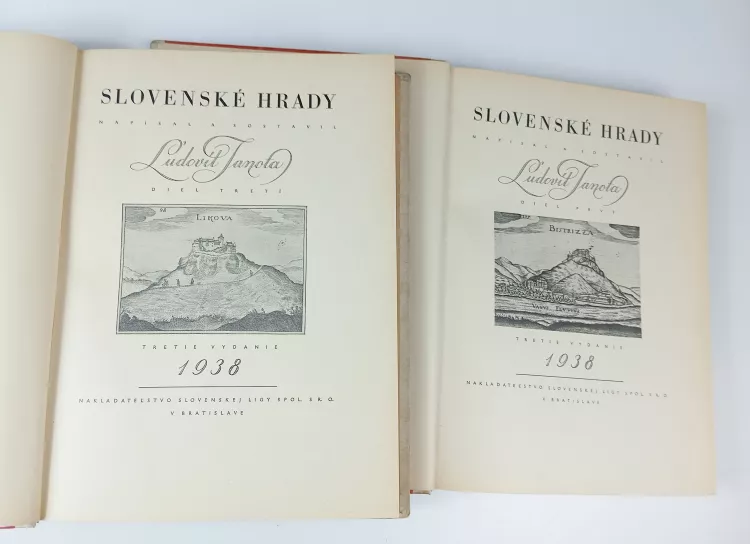 SLOVENSKÉ HRADY
NAPÍSAL A ZOSTAVIL
Ľudovít Janota
DIEL TRETÍ
LIKOVA
TRETIE VYDANIE
1938
NAKLADATEĽSTVO SLOVENSKEJ LIGY SPOL. S R. O.
V BRATISLAVE
SLOVENSKÉ HRADY
NAPÍSAL A ZOSTAVIL
Ľudovít Janota
DIEL PRVÝ
BOTRIZZA
TRETIE VYDANIE
1938
NAKLADATEĽSTVO SLOVENSKEJ LIGY SPOL. S R. O.
V BRATISLAVE